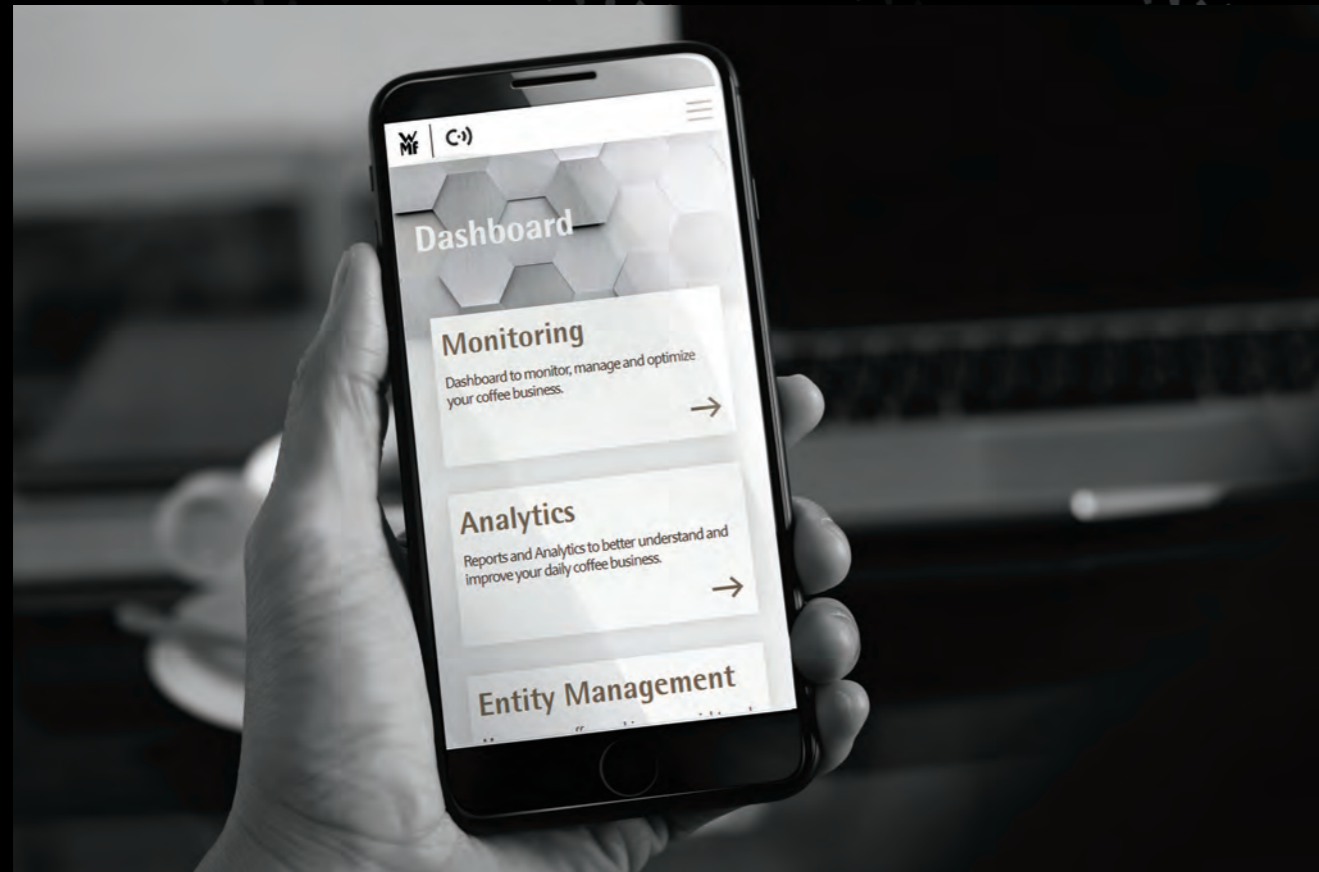 WMF
Dashboard
Monitoring
Dashboard to monitor, manage and optimize
your coffee business.
Analytics
Reports and Analytics to better understand and
improve your daily coffee business.
Entity Management